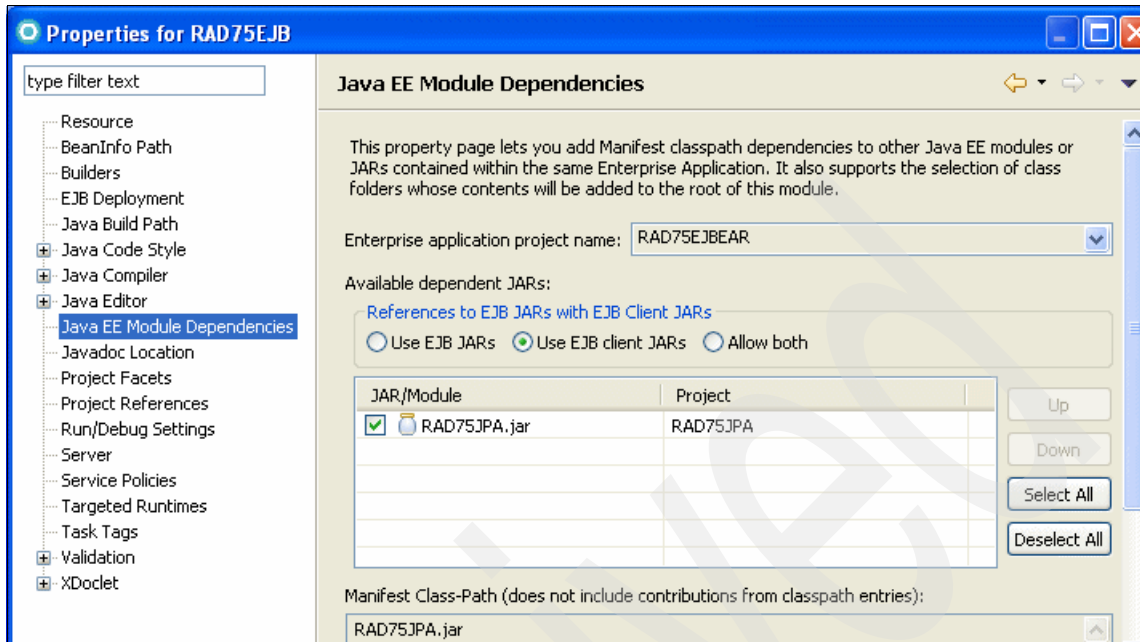 Properties for RAD75EJB
type filter text
Resource
BeanInfo Path
Builders
EJB Deployment
Java Build Path
Java Code Style
Java Compiler
Java Editor
Java EE Module Dependencies
Javadoc Location
Project Facets
Project References
Run/Debug Settings
Server
Service Policies
Targeted Runtimes
Task Tags
Validation
XDoclet
Java EE Module Dependencies
This property page lets you add Manifest classpath dependencies to other Java EE modules or
JARs contained within the same Enterprise Application. It also supports the selection of class
folders whose contents will be added to the root of this module.
Enterprise application project name: RAD75EJBEAR
Available dependent JARs:
References to EJB JARs with EJB Client JARs
Use EJB JARs Use EJB client JARs Allow both
JAR/Module Project
RAD75JPA.jar RAD75JPA
Up
Down
Select All
Deselect All
Manifest Class-Path (does not include contributions from classpath entries):
RAD75JPA.jar